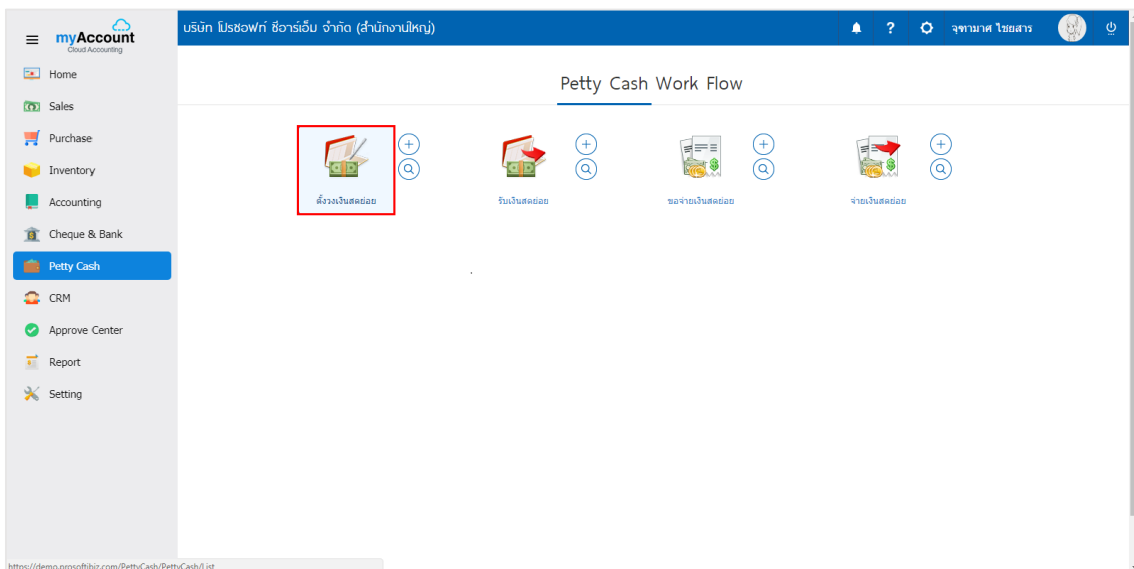 myAccount
Cloud Accounting
บริษัท โปรซอฟท์ ซีอาร์เอ็ม จำกัด (สำนักงานใหญ่)
จุฑามาศ ไชยสาร
Home
Sales
Purchase
Inventory
Accounting
Cheque & Bank
Petty Cash
CRM
Approve Center
Report
Setting
Petty Cash Work Flow
ตั้งวงเงินสดย่อย
รับเงินสดย่อย
ขอจ่ายเงินสดย่อย
จ่ายเงินสดย่อย
https://demo.prosoftibiz.com/PettyCash/PettyCash/List